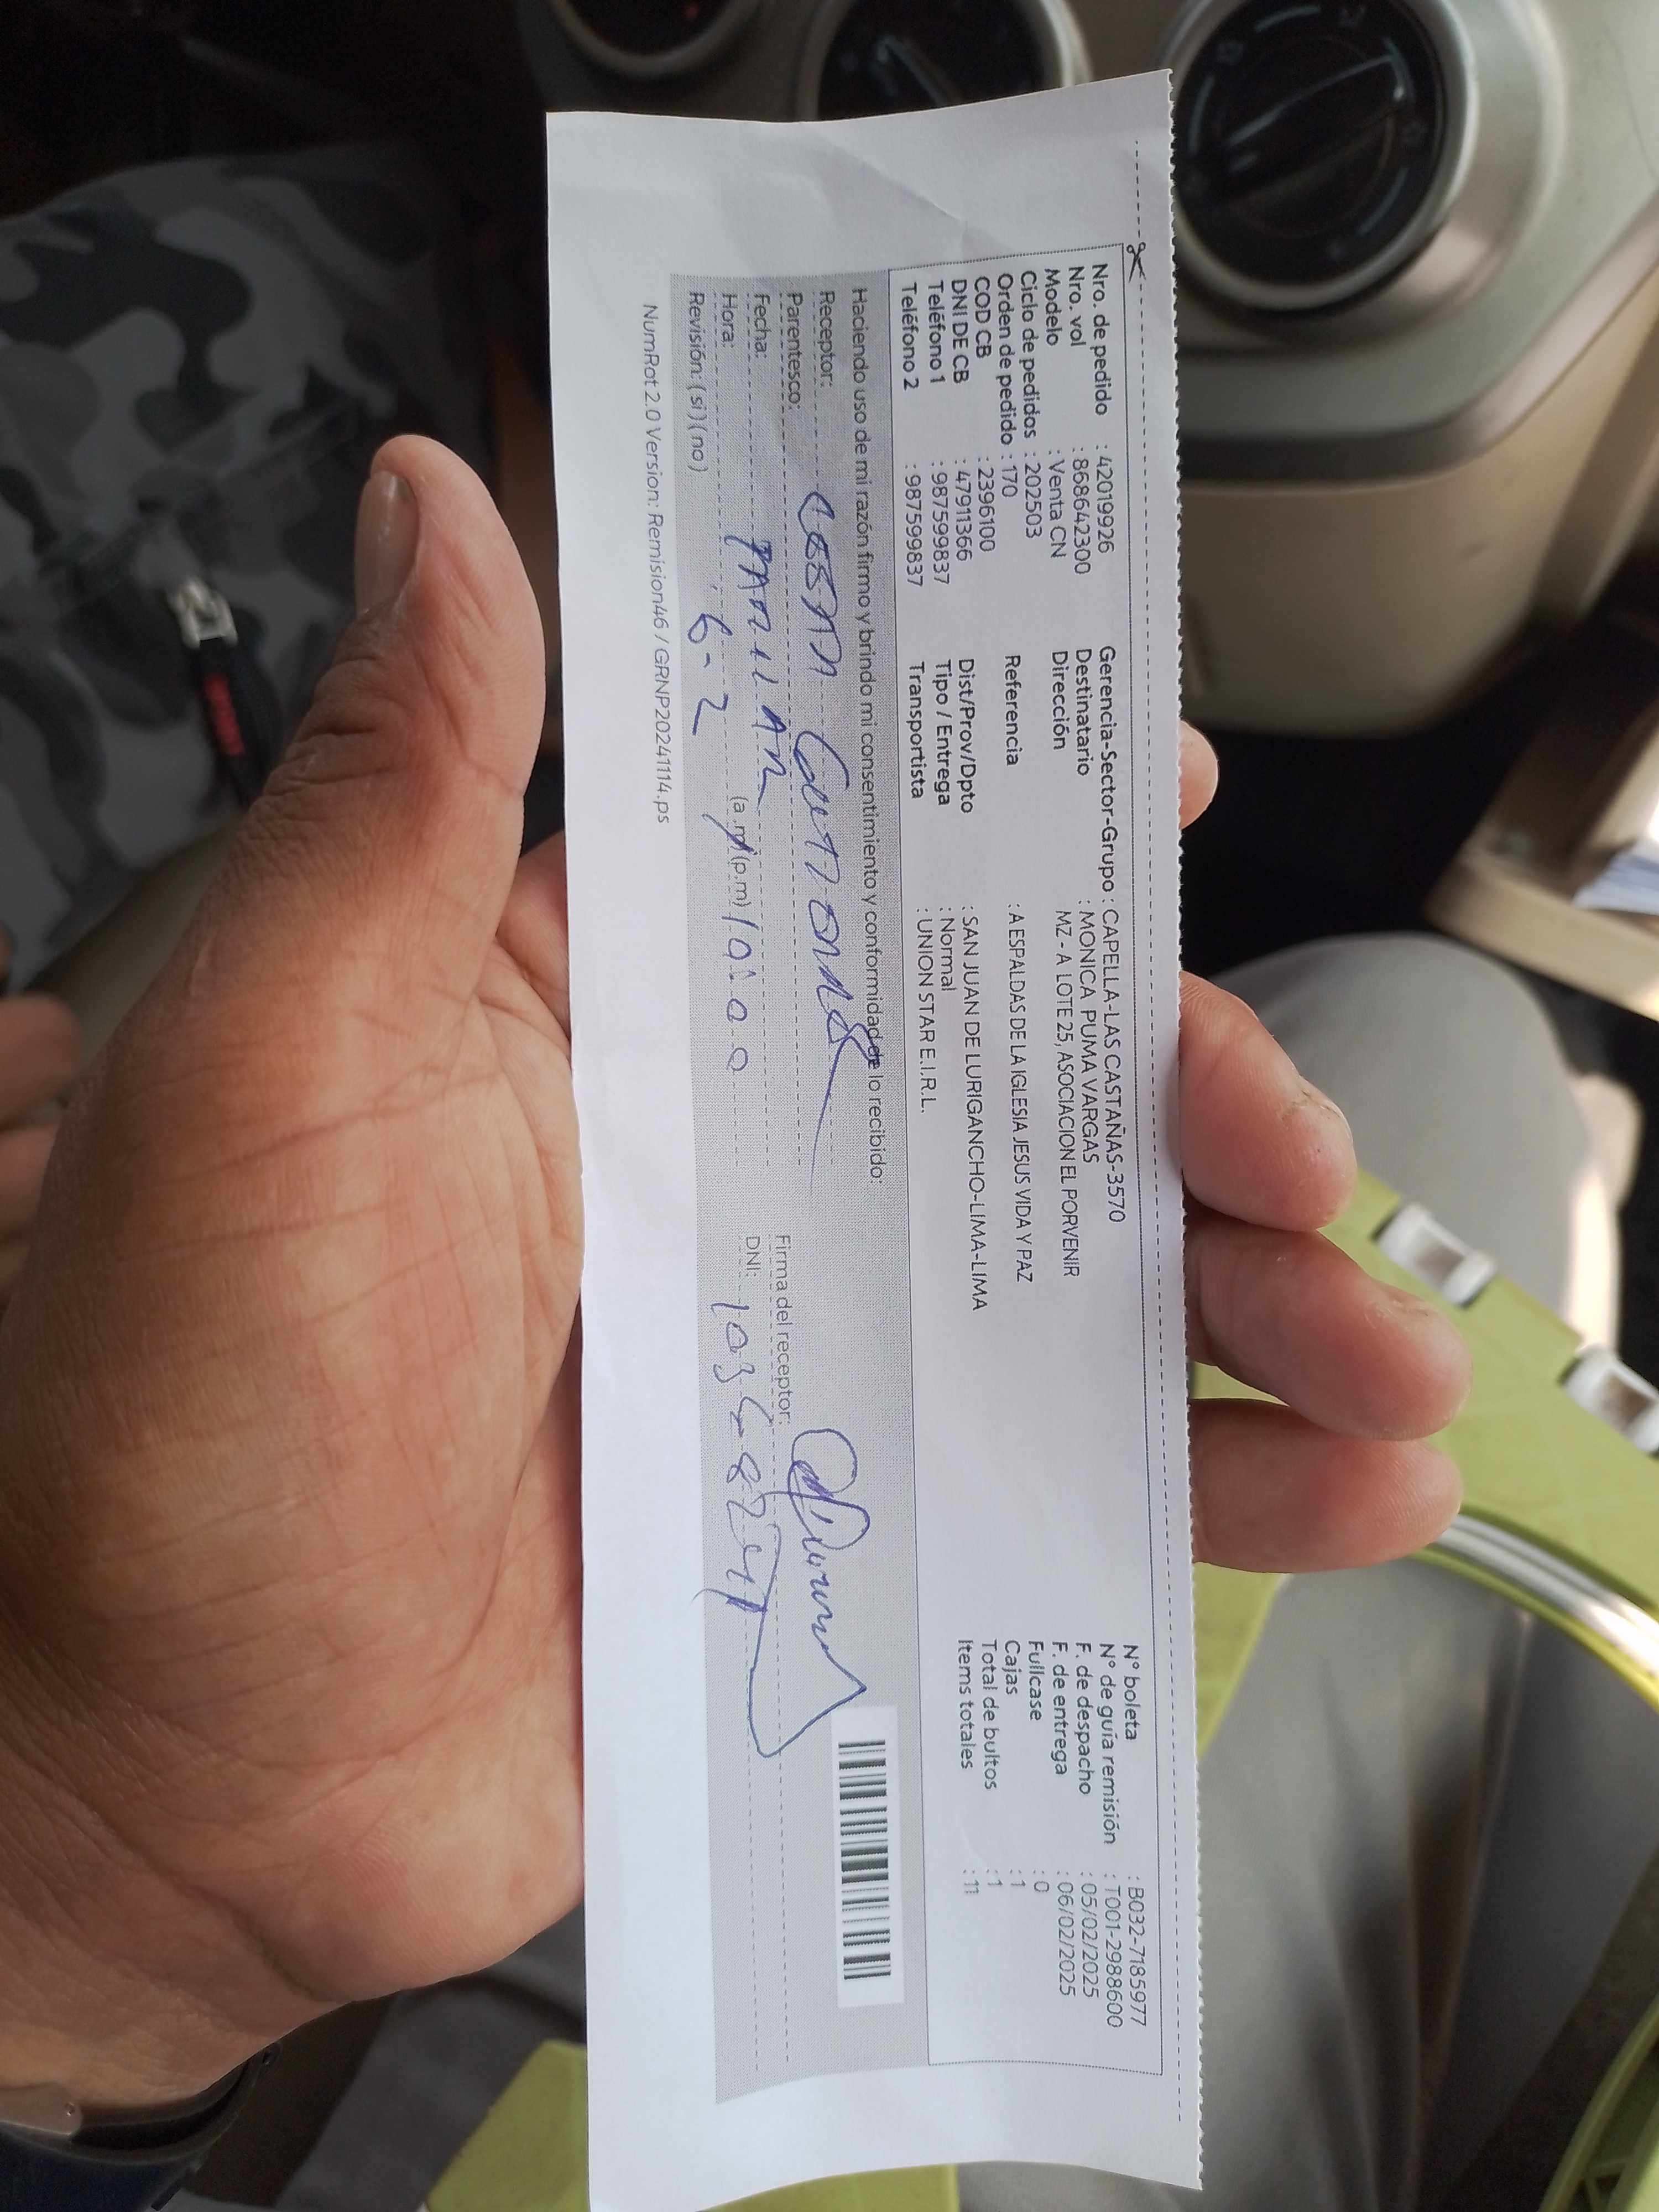 Nro. de pedido : 42019926
Nro. vol : 868642300
Modelo : Venta CN
Ciclo de pedidos : 202503
Orden de pedido : 170
COD CB : 2396100
DNI DE CB : 47911366
Teléfono 1 : 987599837
Teléfono 2 : 987599837
Gerencia-Sector-Grupo : CAPELLA-LAS CASTAÑAS-3570
Destinatario : MONICA PUMA VARGAS
Dirección MZ- A LOTE 25, ASOCIACION EL PORVENIR
Referencia : A ESPALDAS DE LA IGLESIA JESUS VIDA Y PAZ
Dist/Prov/Dpto : SAN JUAN DE LURIGANCHO-LIMA-LIMA
Tipo / Entrega : Normal
Transportista : UNION STAR E.I.R.L.
N° boleta : B032-7185977
N° de guía remisión : T001-2988600
F. de despacho : 05/02/2025
F. de entrega : 06/02/2025
Fullcase : 0
Cajas : 1
Total de bultos : 1
Items totales : 11
Haciendo uso de mi razón firmo y brindo mi consentimiento y conformidad de lo recibido:
Receptor:
Parentesco:
Fecha: 6-2
Hora: (a.m) (p.m) 10:00
Revisión: ( si ) ( no )
Firma del receptor:
DNI:
NumRot 2.0 Version: Remision46 / GRNP20241114.ps